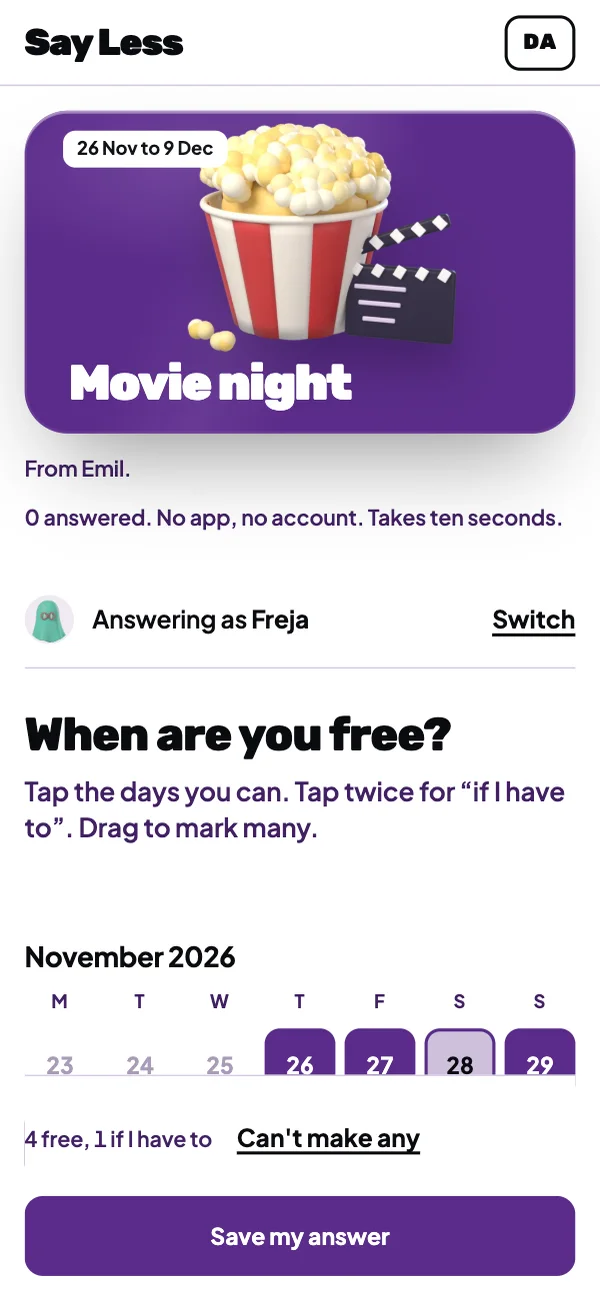 Say Less
DA
26 Nov to 9 Dec
Movie night
From Emil.
0 answered. No app, no account. Takes ten seconds.
Answering as Freja
Switch
When are you free?
Tap the days you can. Tap twice for “if I have
to”. Drag to mark many.
November 2026
M T W T F S S
23 24 25 26 27 28 29
4 free, 1 if I have to
Can't make any
Save my answer